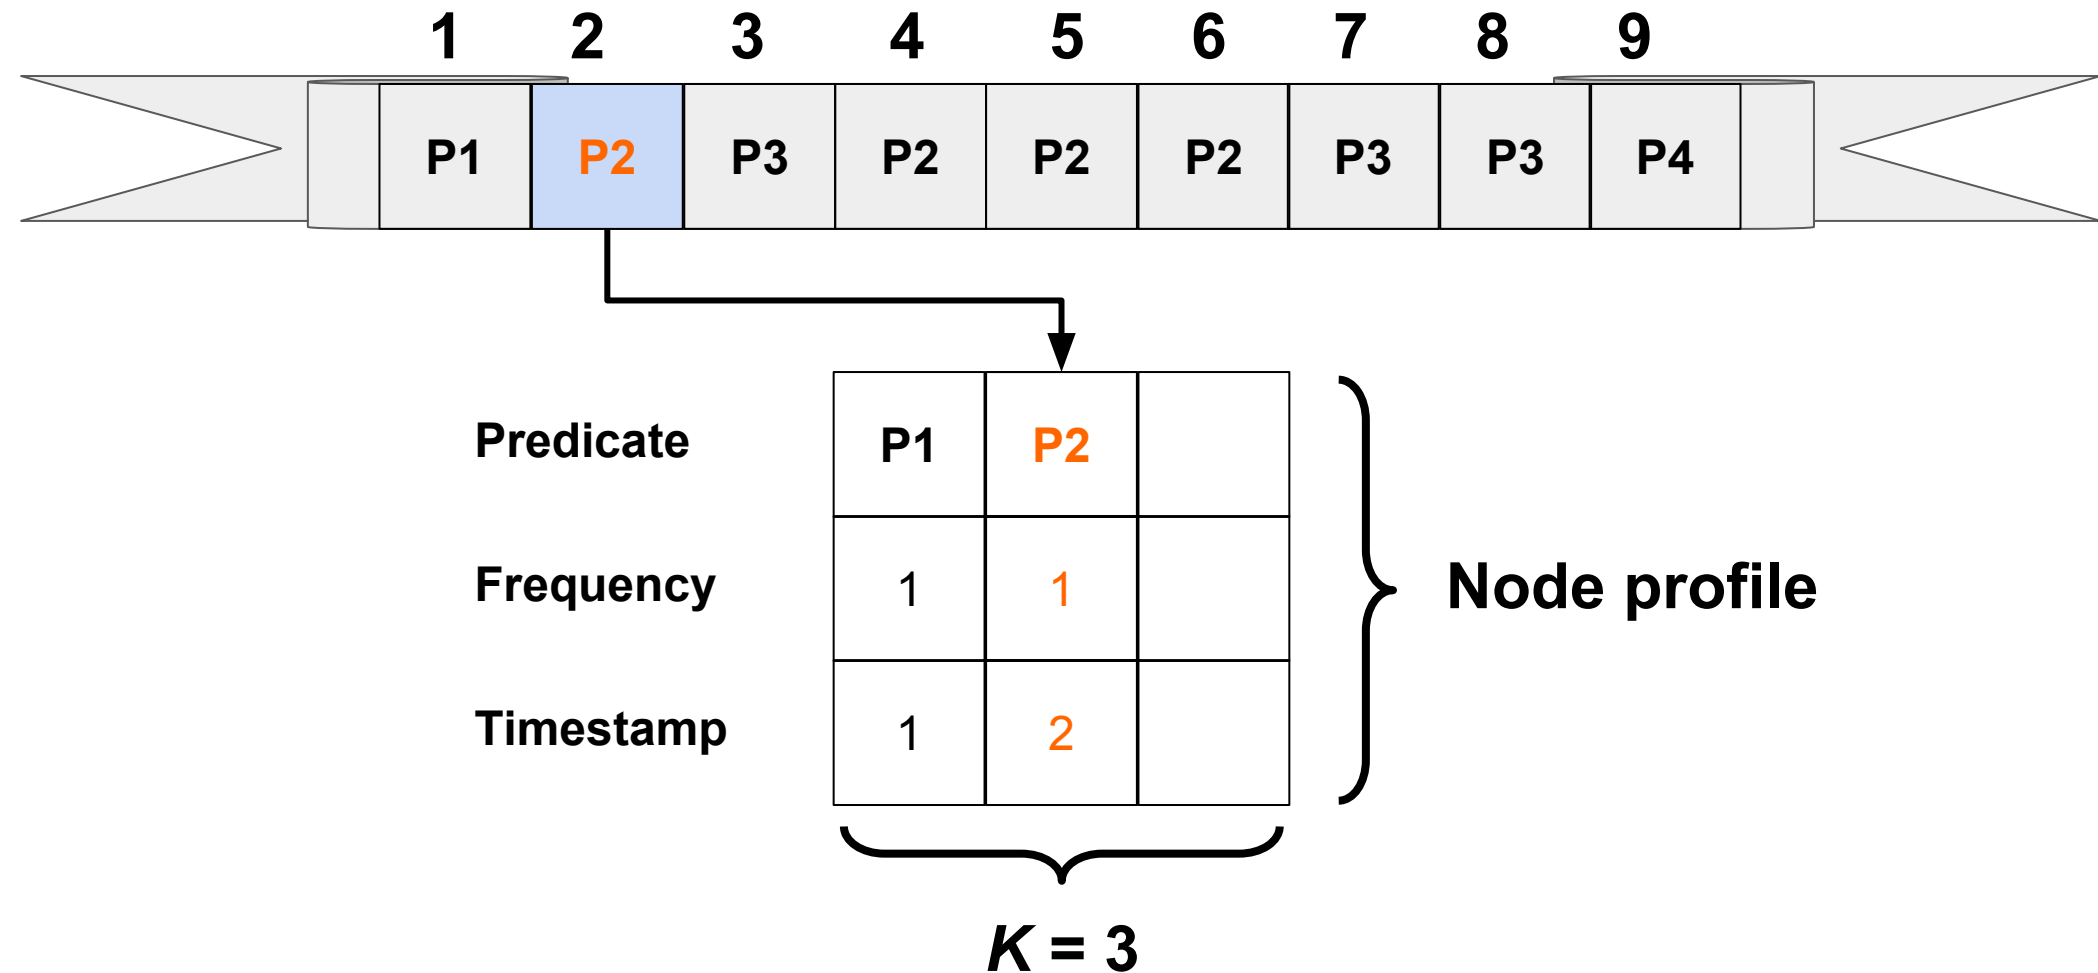 1 2 3 4 5 6 7 8 9
P1 P2 P3 P2 P2 P2 P3 P3 P4
Predicate P1 P2
Frequency 1 1
Node profile
Timestamp 1 2
K = 3